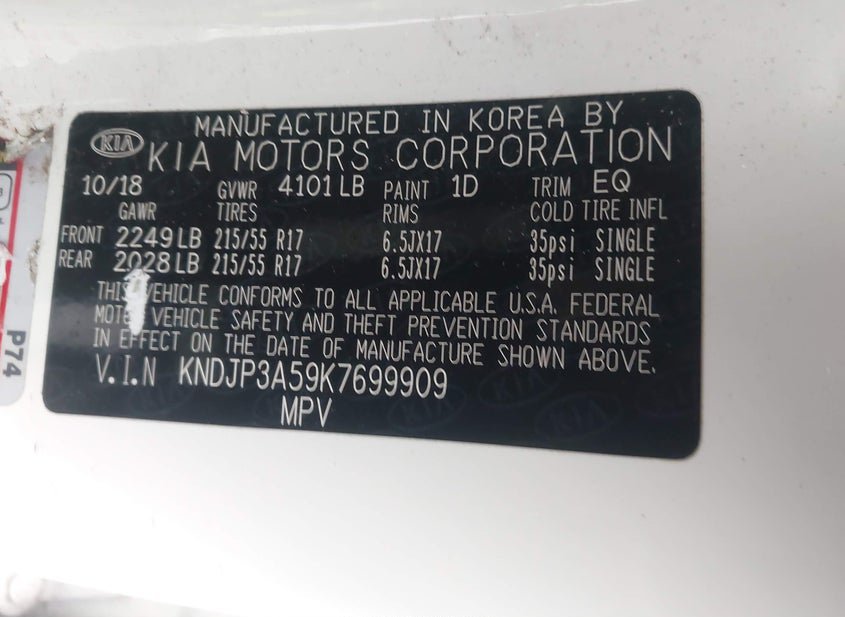 MANUFACTURED IN KOREA BY
KIA KIA MOTORS CORPORATION
10/18 GVWR 4101 LB PAINT 1D TRIM EQ
GAWR TIRES RIMS COLD TIRE INFL
FRONT 2249 LB 215/55 R17 6.5JX17 35psi SINGLE
REAR 2028 LB 215/55 R17 6.5JX17 35psi SINGLE
THIS VEHICLE CONFORMS TO ALL APPLICABLE U.S.A. FEDERAL
MOTOR VEHICLE SAFETY AND THEFT PREVENTION STANDARDS
IN EFFECT ON THE DATE OF MANUFACTURE SHOWN ABOVE.
V.I.N KNDJP3A59K7699909
MPV
P74